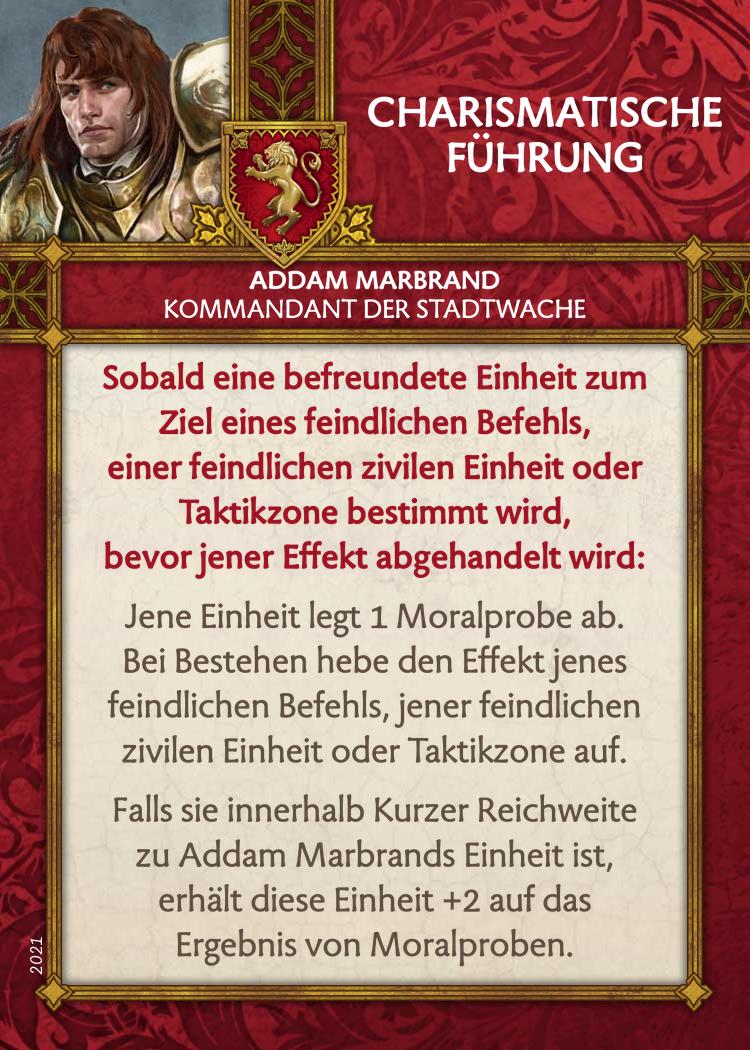 CHARISMATISCHE
FÜHRUNG
ADDAM MARBRAND
KOMMANDANT DER STADTWACHE
Sobald eine befreundete Einheit zum
Ziel eines feindlichen Befehls,
einer feindlichen zivilen Einheit oder
Taktikzone bestimmt wird,
bevor jener Effekt abgehandelt wird:
Jene Einheit legt 1 Moralprobe ab.
Bei Bestehen hebe den Effekt jenes
feindlichen Befehls, jener feindlichen
zivilen Einheit oder Taktikzone auf.
Falls sie innerhalb Kurzer Reichweite
zu Addam Marbrands Einheit ist,
erhält diese Einheit +2 auf das
Ergebnis von Moralproben.
2021